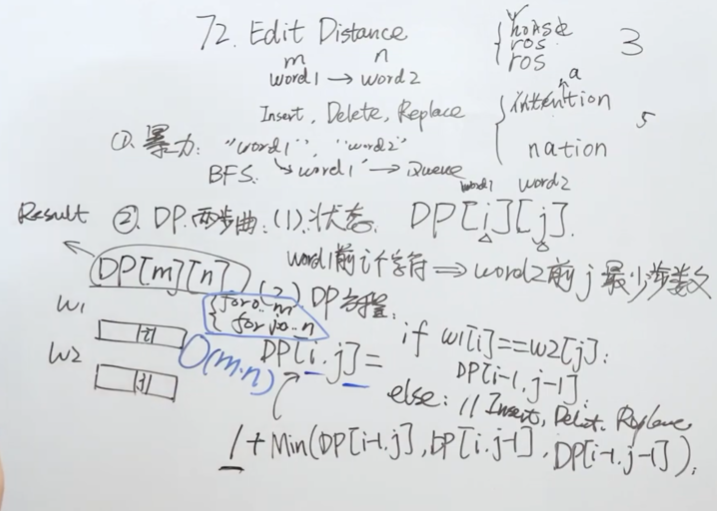 72. Edit Distance
m n
word1 → word2
Insert, Delete, Replace
horse
ros
ros
3
a
intention
nation
5
①. 暴力: "word1", "word2"
BFS: word1' → Queue
word1 word2
Result ②. DP. 两步曲: (1). 状态. DP[i][j].
word1前i个字符 ⇒ word2前j最少步数
DP[m][n] (2) DP方程:
for 0..m
for j 0..n
O(m·n)
W1
W2
DP[i.j] = if w1[i]==w2[j]:
DP[i-1, j-1]
else: // Insert, Delet, Replace
1 + Min(DP[i-1.j], DP[i.j-1], DP[i-1.j-1]).